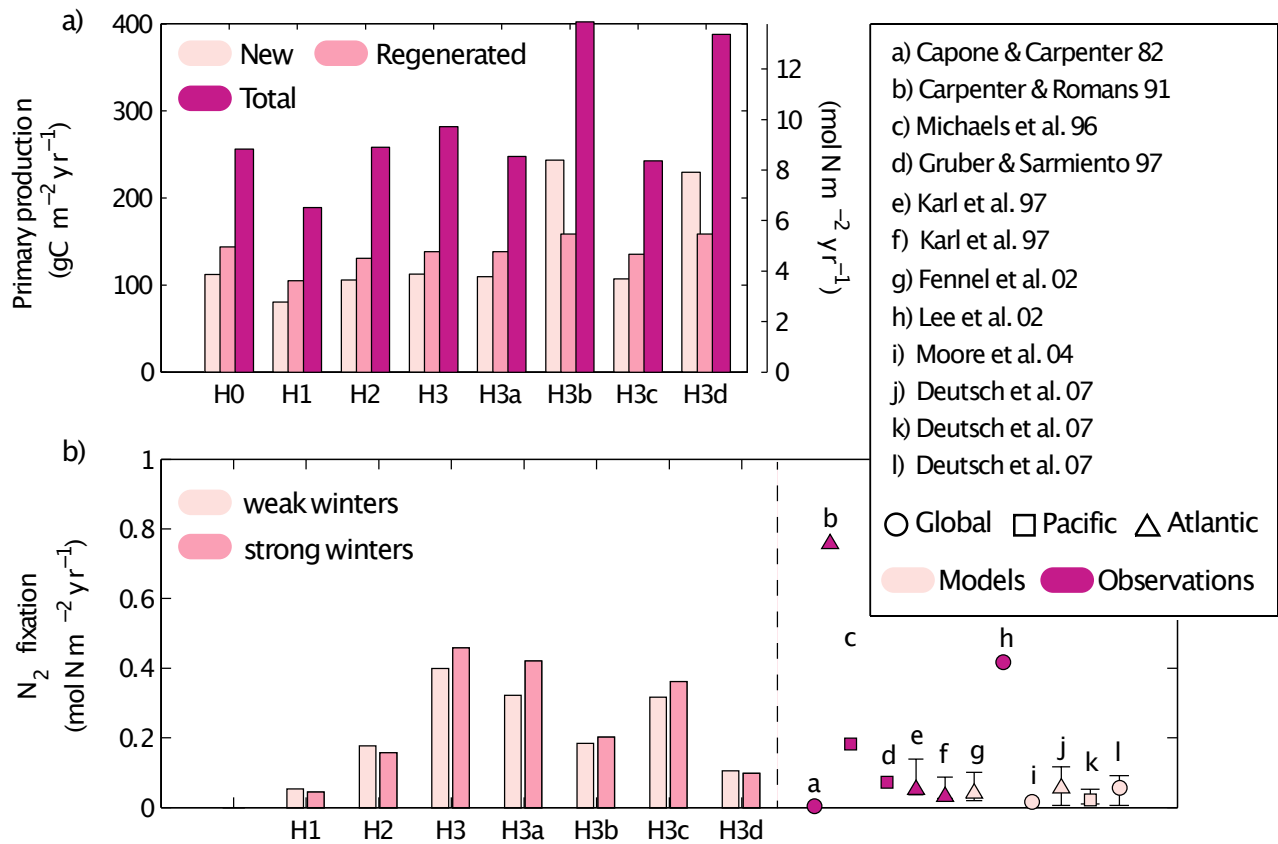 a)
400
300
200
100
0
Primary production
(gC m−2 yr−1)
New
Regenerated
Total
12
10
8
6
4
2
0
(mol N m −2 yr−1)
H0 H1 H2 H3 H3a H3b H3c H3d
a) Capone & Carpenter 82
b) Carpenter & Romans 91
c) Michaels et al. 96
d) Gruber & Sarmiento 97
e) Karl et al. 97
f) Karl et al. 97
g) Fennel et al. 02
h) Lee et al. 02
i) Moore et al. 04
j) Deutsch et al. 07
k) Deutsch et al. 07
l) Deutsch et al. 07
Global Pacific Atlantic
Models Observations
b)
1
0.8
0.6
0.4
0.2
0
N2 fixation
(mol N m −2 yr−1)
weak winters
strong winters
b
c
h
a
d
e
f
g
i
j
k
l
H1 H2 H3 H3a H3b H3c H3d